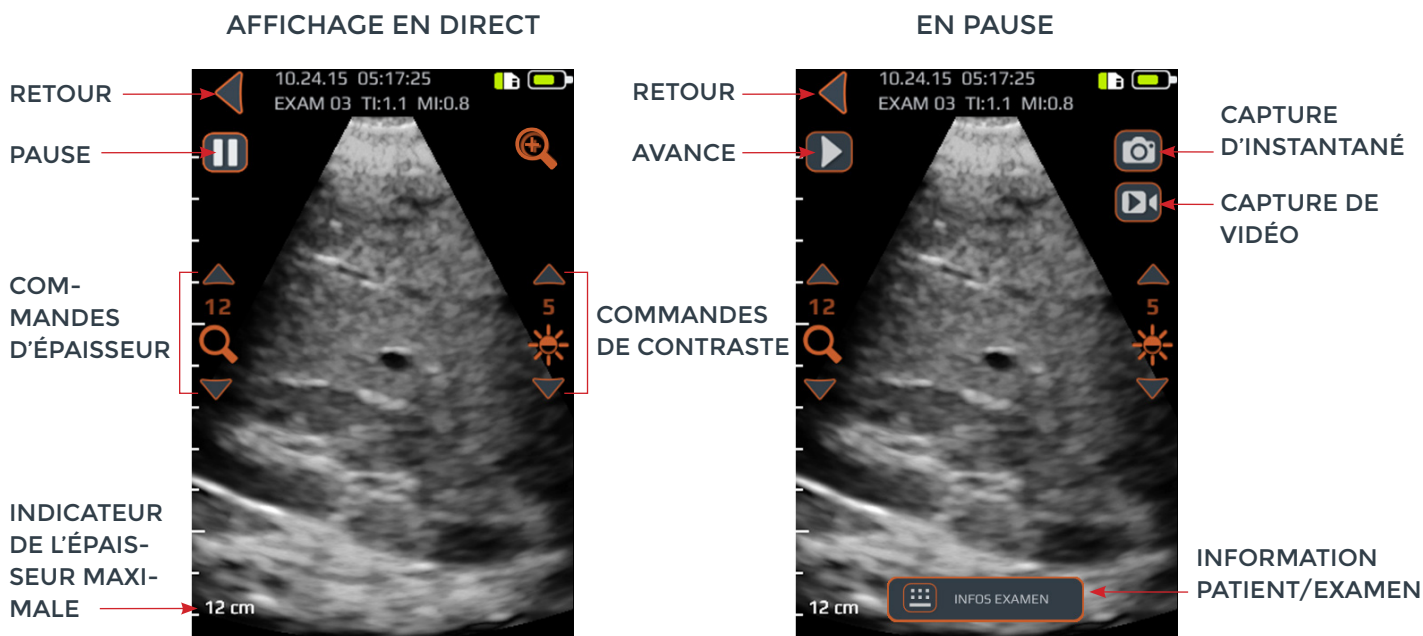 AFFICHAGE EN DIRECT
RETOUR
PAUSE
COM-
MANDES
D'ÉPAISSEUR
INDICATEUR
DE L'ÉPAIS-
SEUR MAXI-
MALE
10.24.15 05:17:25
EXAM 03 TI:1.1 MI:0.8
12
5
12 cm
COMMANDES
DE CONTRASTE
EN PAUSE
RETOUR
AVANCE
10.24.15 05:17:25
EXAM 03 TI:1.1 MI:0.8
12
5
12 cm
INFOS EXAMEN
CAPTURE
D'INSTANTANÉ
CAPTURE DE
VIDÉO
INFORMATION
PATIENT/EXAMEN